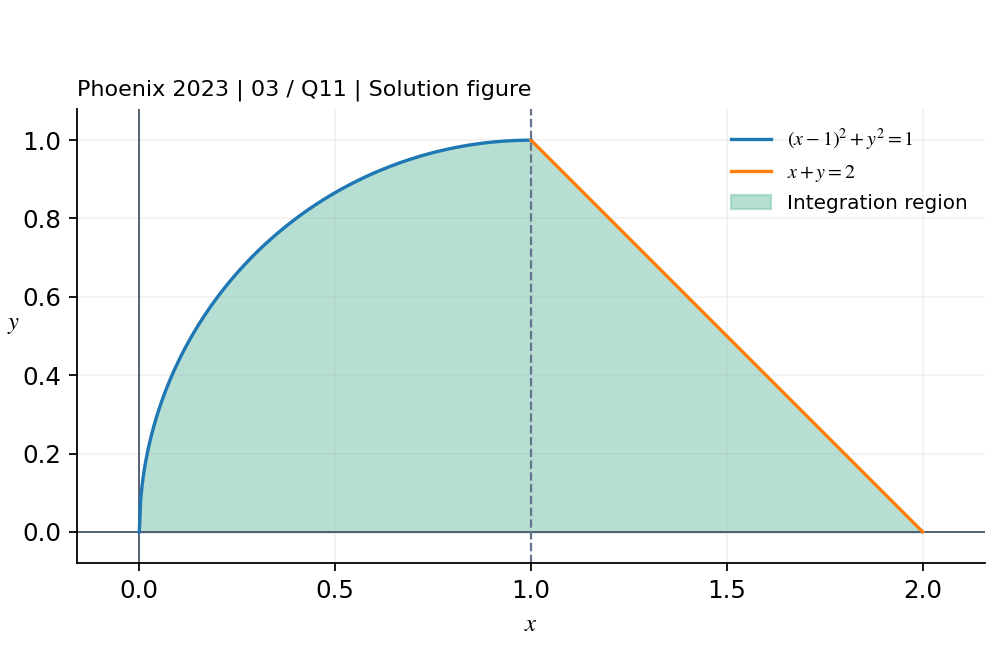 Phoenix 2023 | 03 / Q11 | Solution figure
(x − 1)² + y² = 1
x + y = 2
Integration region
1.0
0.8
0.6
0.4
0.2
0.0
y
0.0 0.5 1.0 1.5 2.0
x